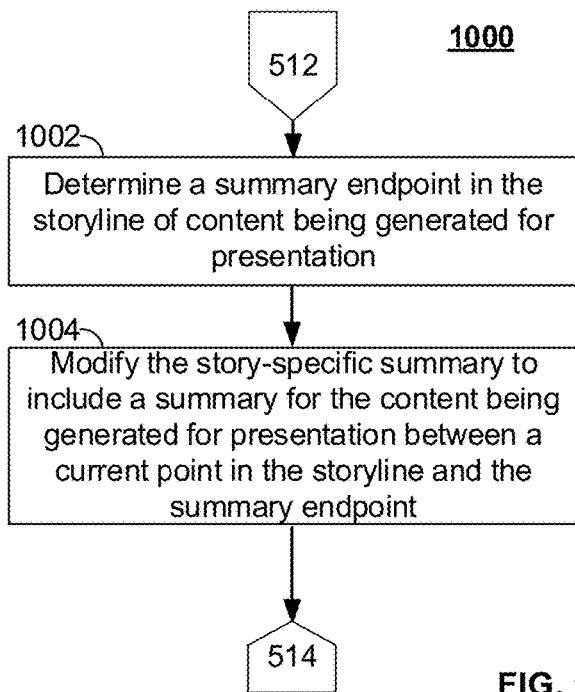 1000
512
1002
Determine a summary endpoint in the
storyline of content being generated for
presentation
1004
Modify the story-specific summary to
include a summary for the content being
generated for presentation between a
current point in the storyline and the
summary endpoint
514
FIG.